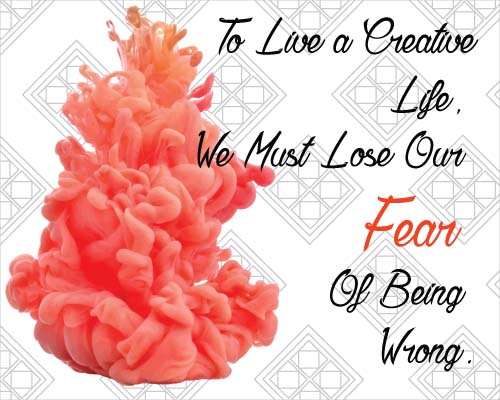 To Live a Creative
Life,
We Must Lose Our
Fear
Of Being
Wrong.